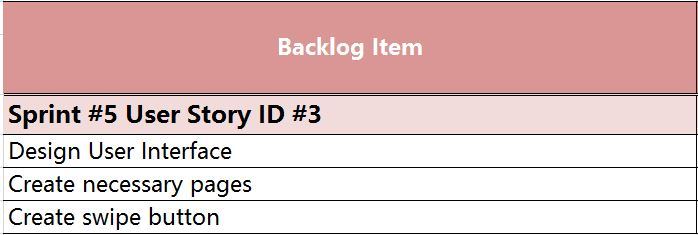 Backlog Item
Sprint #5 User Story ID #3
Design User Interface
Create necessary pages
Create swipe button